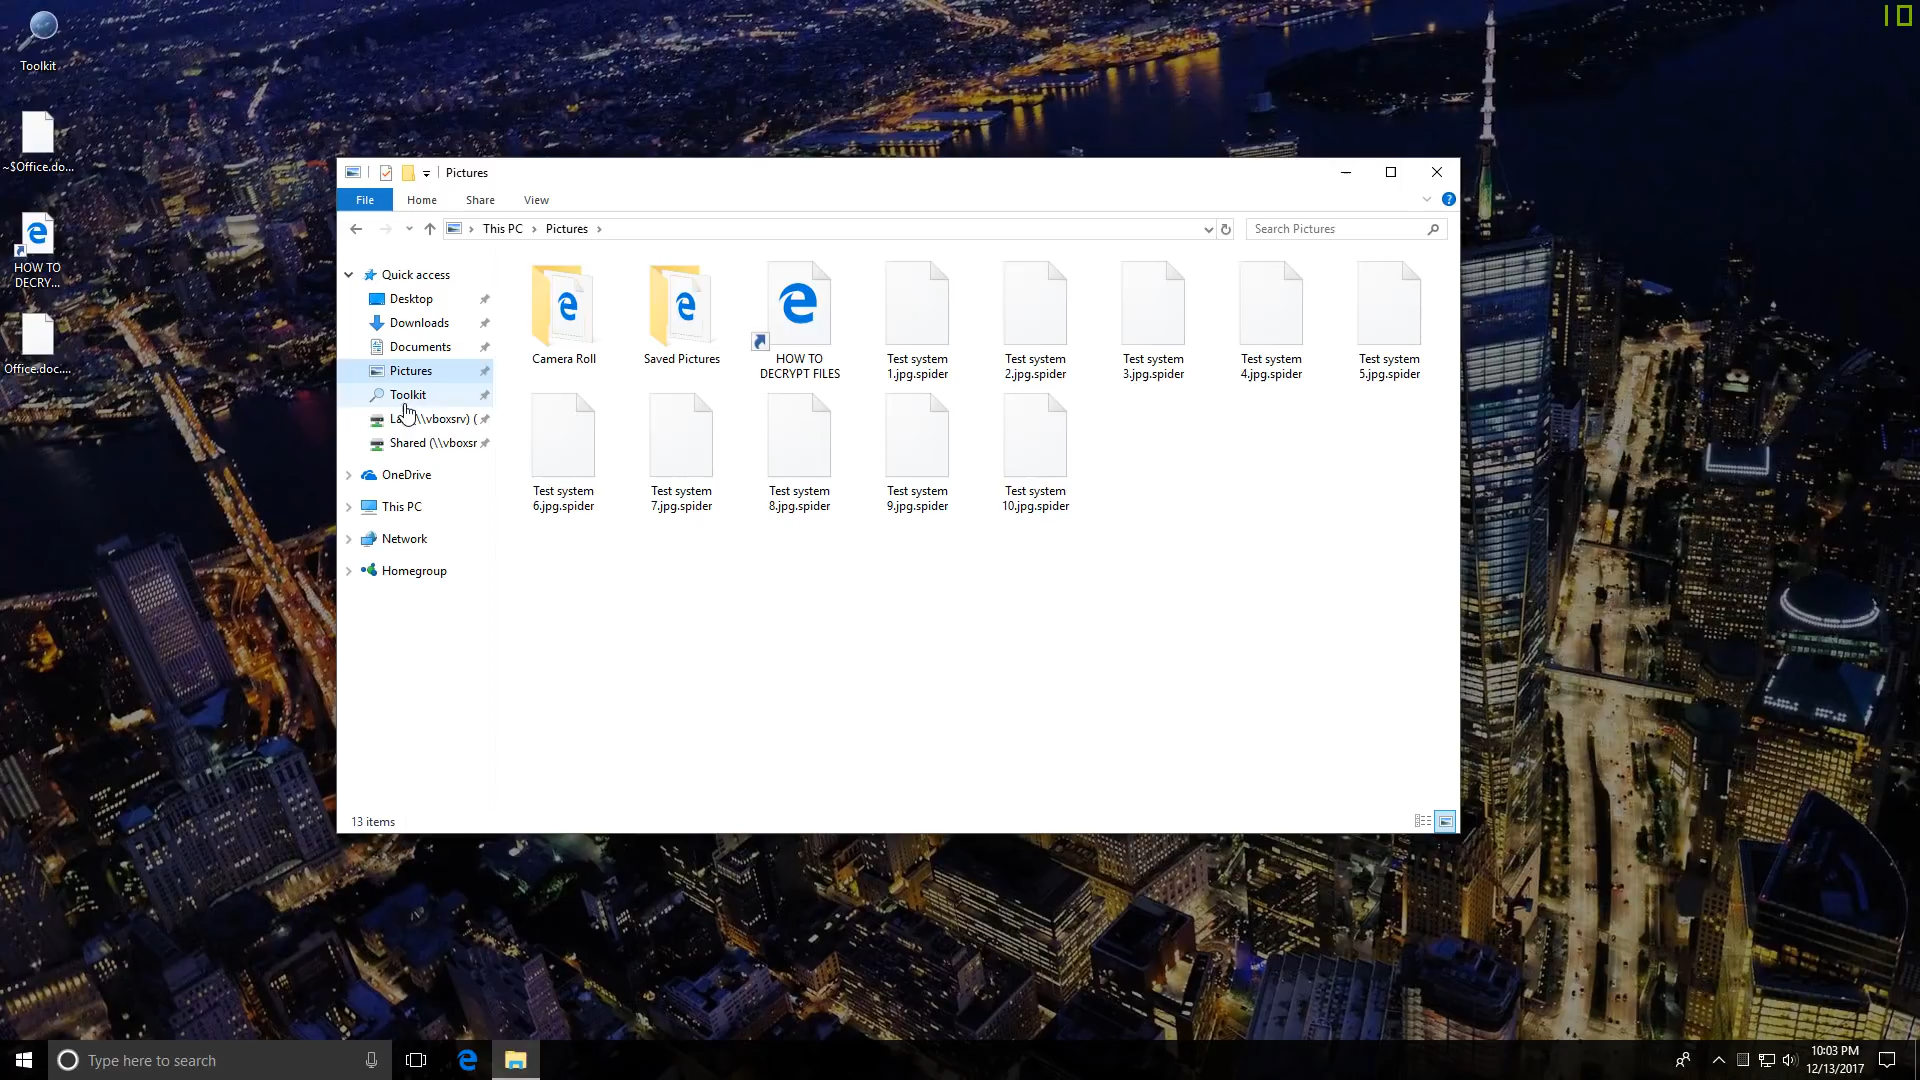 10
Toolkit
~$Office.do...
HOW TO
DECRY...
Office.doc....
Pictures
File
Home
Share
View
This PC
Pictures
Search Pictures
Quick access
Desktop
Downloads
Documents
Pictures
Toolkit
\\vboxsrv) (
Shared (\\vboxsr
OneDrive
This PC
Network
Homegroup
Camera Roll
Saved Pictures
HOW TO
DECRYPT FILES
Test system
1.jpg.spider
Test system
2.jpg.spider
Test system
3.jpg.spider
Test system
4.jpg.spider
Test system
5.jpg.spider
Test system
6.jpg.spider
Test system
7.jpg.spider
Test system
8.jpg.spider
Test system
9.jpg.spider
Test system
10.jpg.spider
13 items
Type here to search
10:03 PM
12/13/2017